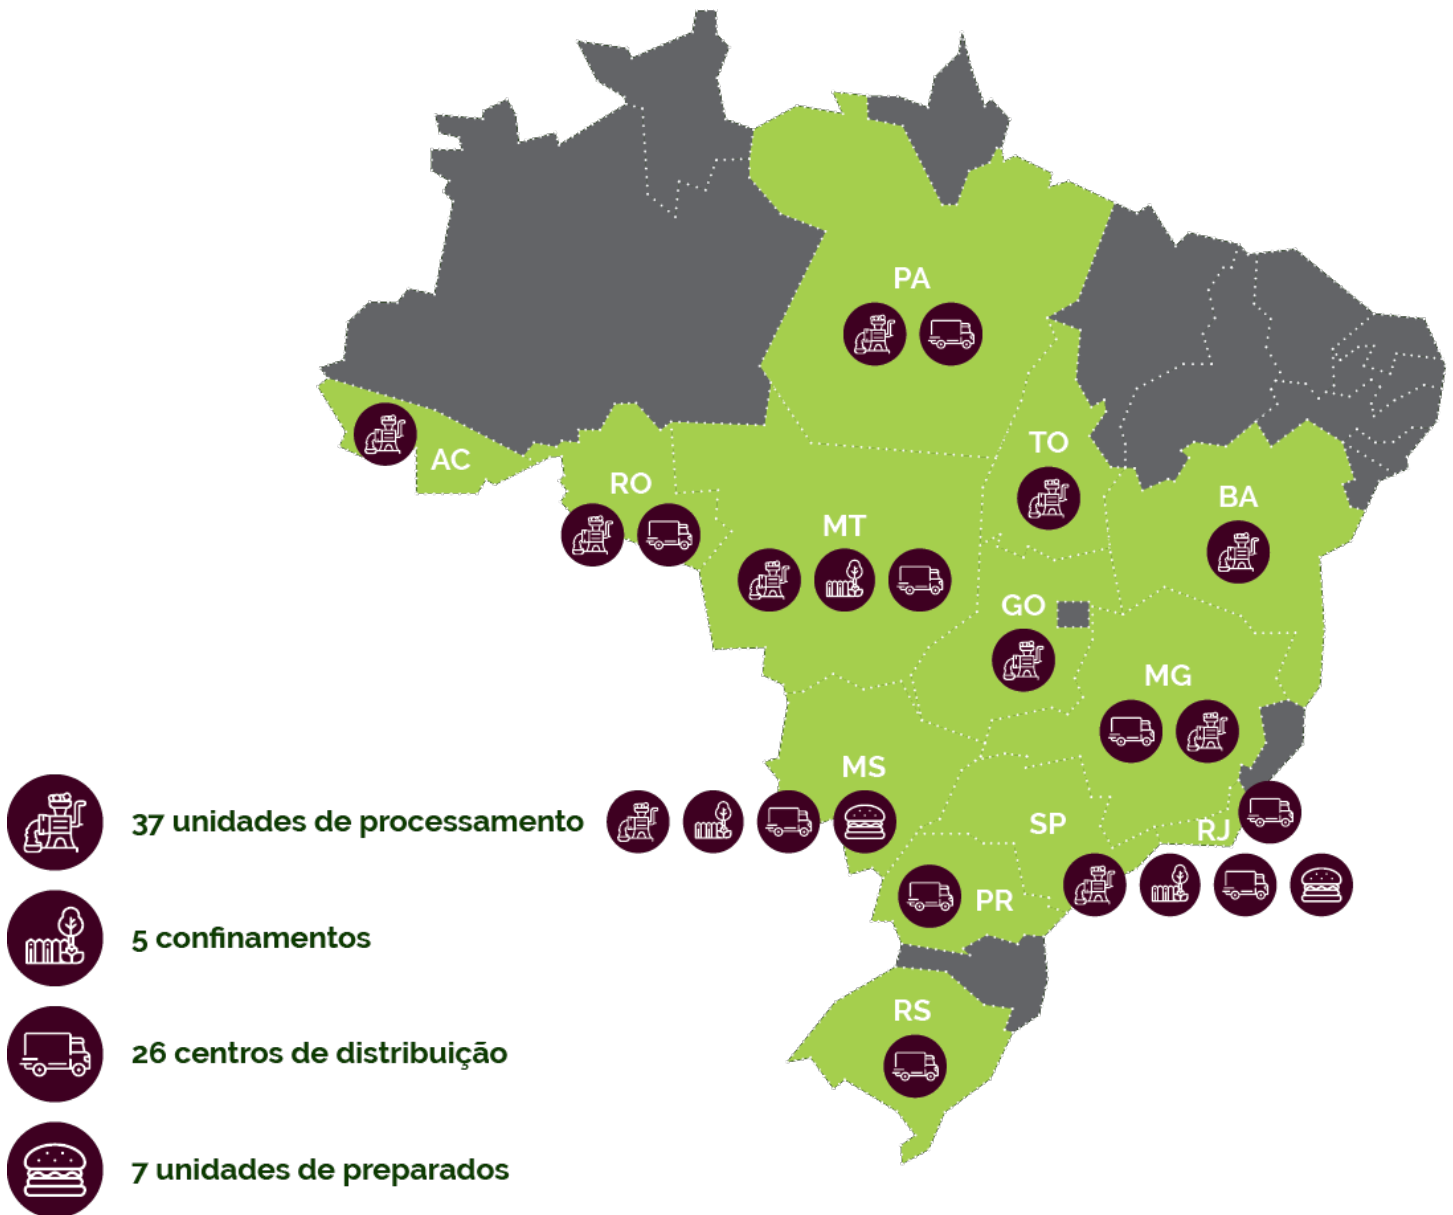 PA
AC
RO
TO
BA
MT
GO
MG
MS
SP
RJ
PR
RS
37 unidades de processamento
5 confinamentos
26 centros de distribuição
7 unidades de preparados